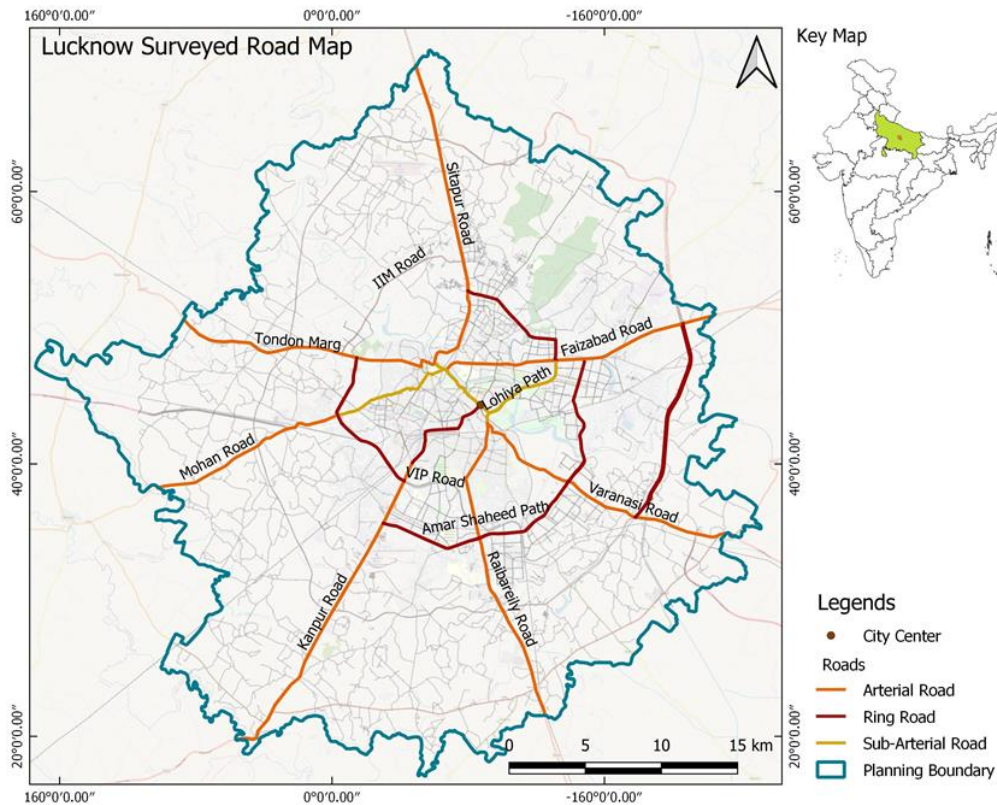 160°0'0.00" 0°0'0.00" -160°0'0.00"
Lucknow Surveyed Road Map
Key Map
60°0'0.00"
60°0'0.00"
Sitapur Road
IIM Road
Tondon Marg
Faizabad Road
Lohiya Path
Mohan Road
VIP Road
40°0'0.00"
40°0'0.00"
Varanasi Road
Amar Shaheed Path
Kanpur Road
Raibareily Road
Legends
City Center
Roads
Arterial Road
Ring Road
Sub-Arterial Road
Planning Boundary
20°0'0.00"
20°0'0.00"
0 5 10 15 km
160°0'0.00" 0°0'0.00" -160°0'0.00"